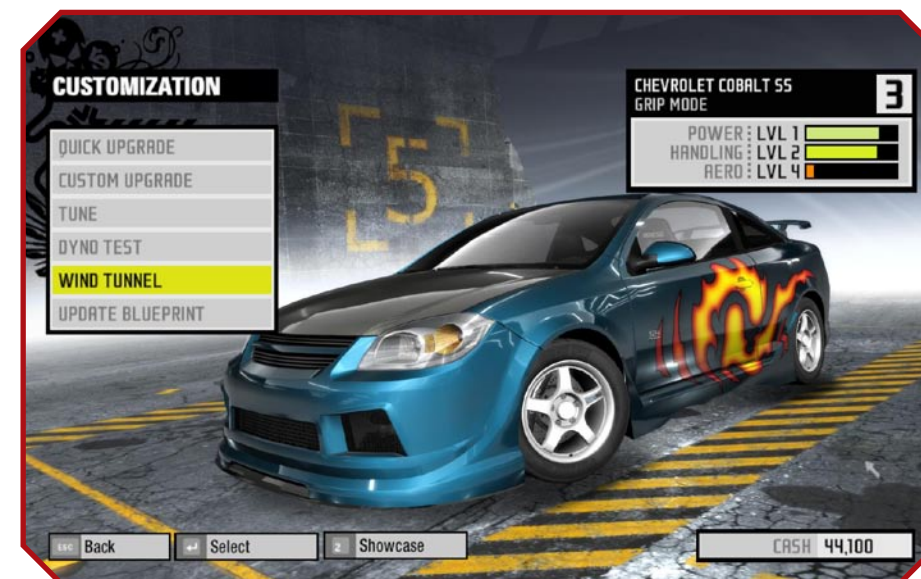 CUSTOMIZATION
QUICK UPGRADE
CUSTOM UPGRADE
TUNE
DYNO TEST
WIND TUNNEL
UPDATE BLUEPRINT
CHEVROLET COBALT SS
GRIP MODE
3
POWER LVL 1
HANDLING LVL 2
AERO LVL 4
5
ESC Back
Select
2 Showcase
CASH 44,100